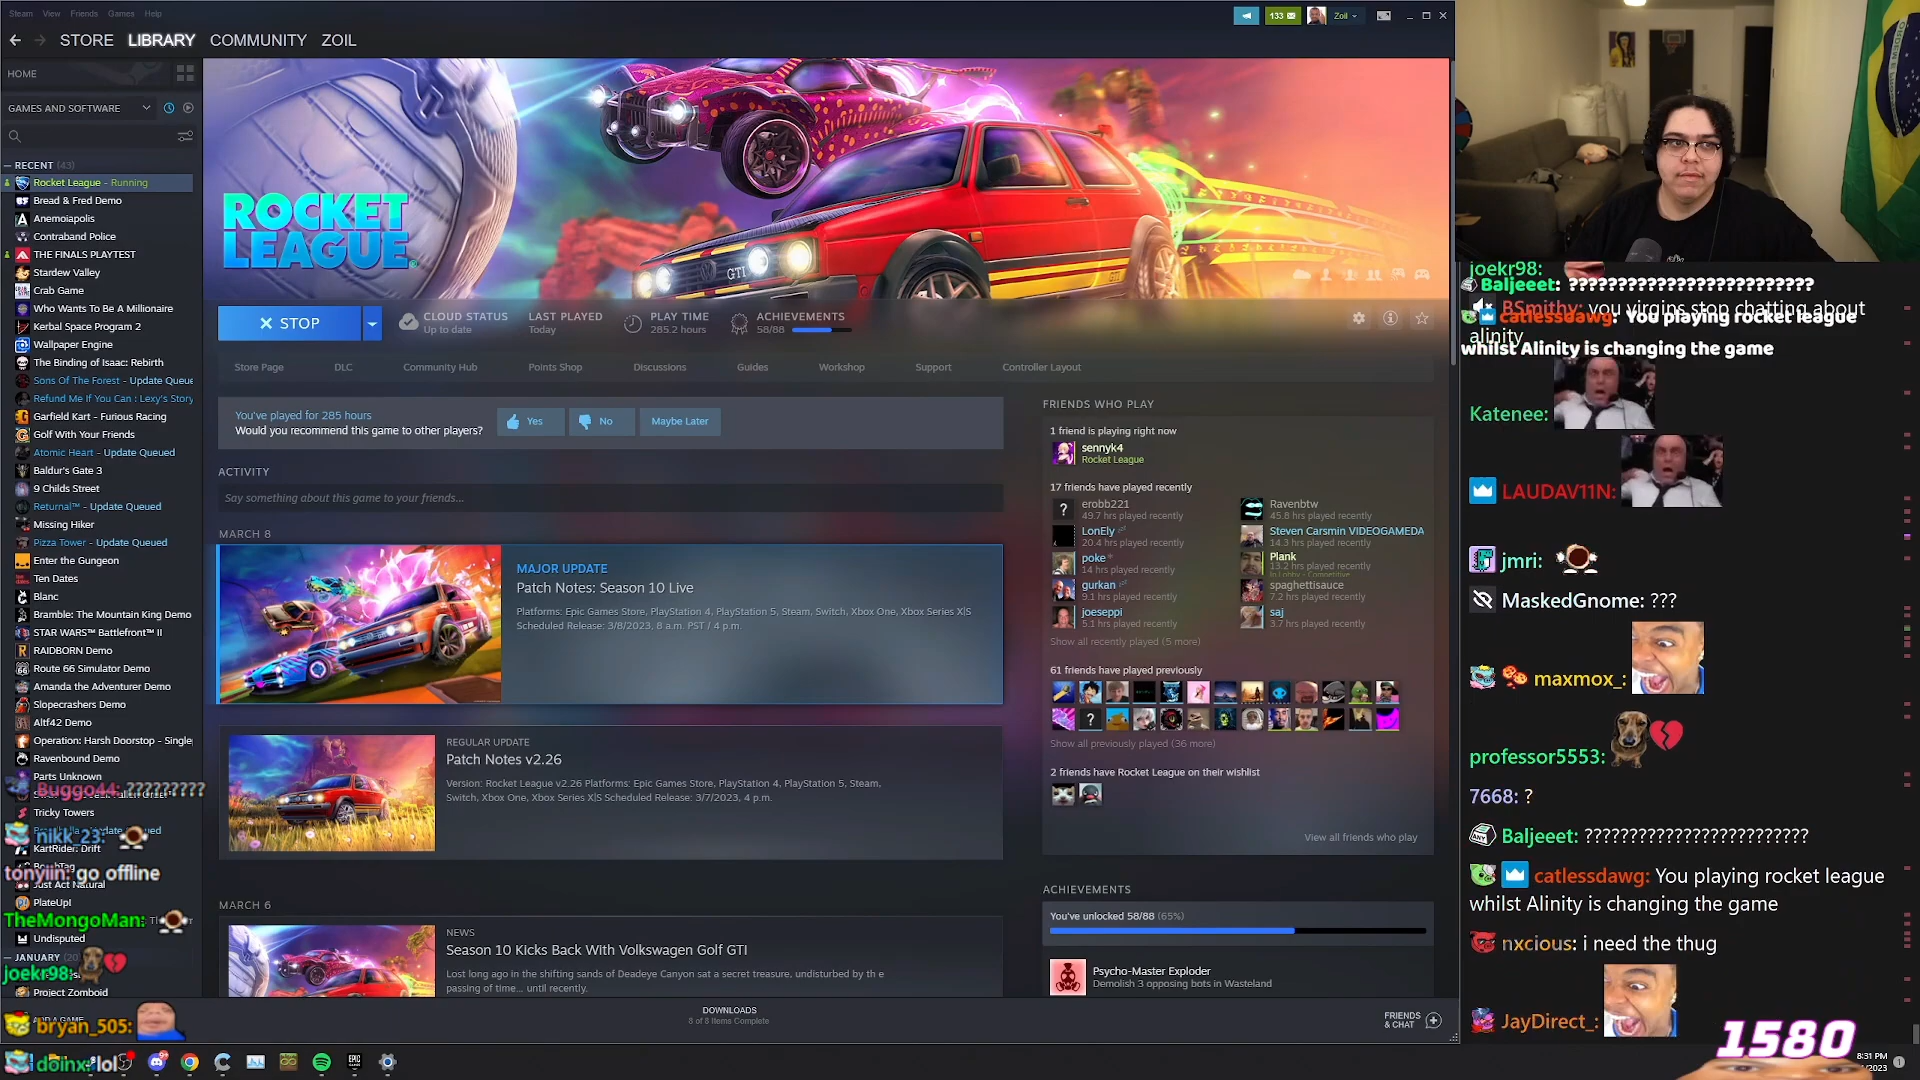 Steam View Friends Games Help
133
Zoil
STORE LIBRARY COMMUNITY ZOIL
HOME
GAMES AND SOFTWARE
RECENT (43)
Rocket League - Running
Bread & Fred Demo
Anemoiapolis
Contraband Police
THE FINALS PLAYTEST
Stardew Valley
Crab Game
Who Wants To Be A Millionaire
Kerbal Space Program 2
Wallpaper Engine
The Binding of Isaac: Rebirth
Sons Of The Forest - Update Queue
Refund Me If You Can : Lexy's Story
Garfield Kart - Furious Racing
Golf With Your Friends
Atomic Heart - Update Queued
Baldur's Gate 3
9 Childs Street
Returnal™ - Update Queued
Missing Hiker
Pizza Tower - Update Queued
Enter the Gungeon
Ten Dates
Blanc
Bramble: The Mountain King Demo
STAR WARS™ Battlefront™ II
RAIDBORN Demo
Route 66 Simulator Demo
Amanda the Adventurer Demo
Slopecrashers Demo
Altf42 Demo
Operation: Harsh Doorstop - Single
Ravenbound Demo
Parts Unknown
Buggo44: ?????????
Tricky Towers
nikk_23:
KartRider: Drift
tonyiin: go offline
Just Act Natural
PlateUp!
TheMongoMan:
Undisputed
JANUARY
joekr98:
Project Zomboid
bryan_505:
doinx: lol
ROCKET
LEAGUE
GTI
STOP
CLOUD STATUS
Up to date
LAST PLAYED
Today
PLAY TIME
285.2 hours
ACHIEVEMENTS
58/88
Store Page DLC Community Hub Points Shop Discussions Guides Workshop Support Controller Layout
You've played for 285 hours
Would you recommend this game to other players?
Yes No Maybe Later
ACTIVITY
Say something about this game to your friends...
MARCH 8
MAJOR UPDATE
Patch Notes: Season 10 Live
Platforms: Epic Games Store, PlayStation 4, PlayStation 5, Steam, Switch, Xbox One, Xbox Series X|S
Scheduled Release: 3/8/2023, 8 a.m. PST / 4 p.m.
REGULAR UPDATE
Patch Notes v2.26
Version: Rocket League v2.26 Platforms: Epic Games Store, PlayStation 4, PlayStation 5, Steam,
Switch, Xbox One, Xbox Series X|S Scheduled Release: 3/7/2023, 4 p.m.
MARCH 6
NEWS
Season 10 Kicks Back With Volkswagen Golf GTI
Lost long ago in the shifting sands of Deadeye Canyon sat a secret treasure, undisturbed by th e
passing of time... until recently.
DOWNLOADS
8 of 8 Items Complete
FRIENDS
& CHAT
FRIENDS WHO PLAY
1 friend is playing right now
sennyk4
Rocket League
17 friends have played recently
erobb221
49.7 hrs played recently
Ravenbtw
45.8 hrs played recently
LonEly
20.4 hrs played recently
Steven Carsmin VIDEOGAMEDA
14.3 hrs played recently
poke
14 hrs played recently
Plank
13.2 hrs played recently
In Lobby - Competitive
gurkan
9.1 hrs played recently
spaghettisauce
7.2 hrs played recently
joeseppi
5.1 hrs played recently
saj
3.7 hrs played recently
Show all recently played (5 more)
61 friends have played previously
Show all previously played (36 more)
2 friends have Rocket League on their wishlist
View all friends who play
ACHIEVEMENTS
You've unlocked 58/88 (65%)
Psycho-Master Exploder
Demolish 3 opposing bots in Wasteland
joekr98:
Baljeeet: ???????????????????????????
BSmithy: you virgins stop chatting about
alinity
catlessdawg: You playing rocket league
whilst Alinity is changing the game
Katenee:
LAUDAV11N:
jmri:
MaskedGnome: ???
maxmox_:
professor5553:
7668: ?
Baljeeet: ?????????????????????????
catlessdawg: You playing rocket league
whilst Alinity is changing the game
nxcious: i need the thug
JayDirect_:
1580
8:31 PM